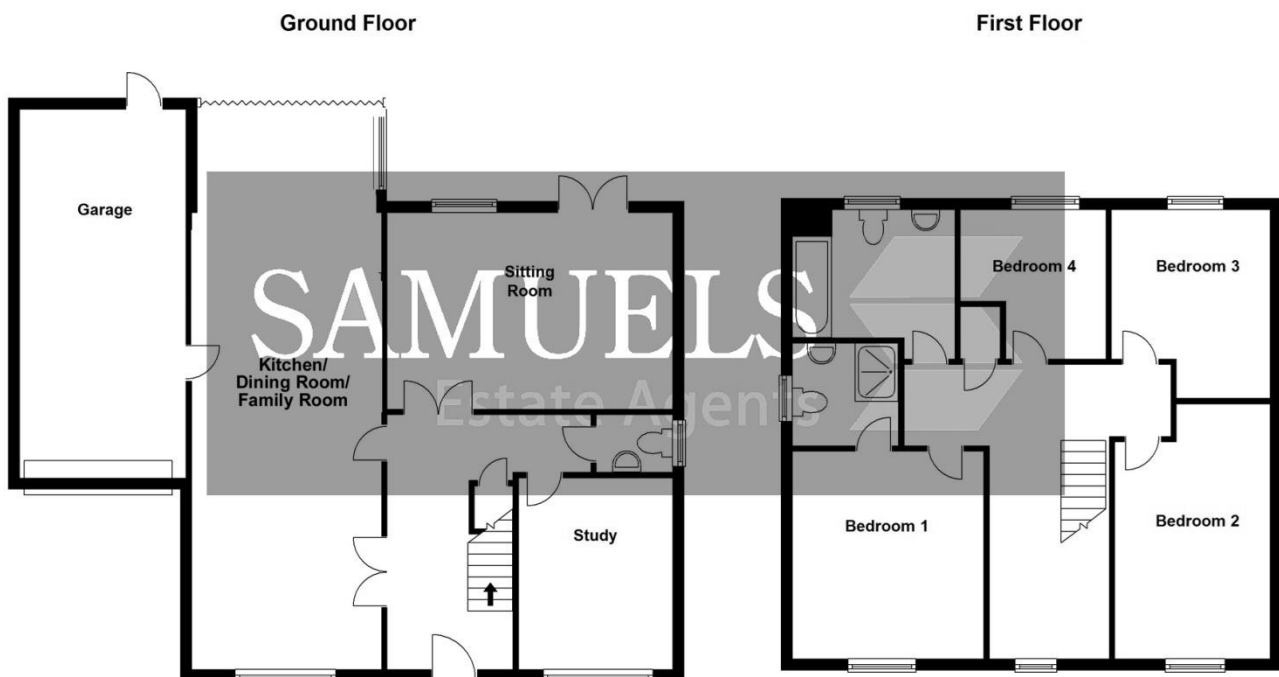 Ground Floor
First Floor
Garage
Sitting
Room
Kitchen/
Dining Room/
Family Room
Study
Bedroom 4
Bedroom 3
Bedroom 1
Bedroom 2
SAMUELS
Estate Agents